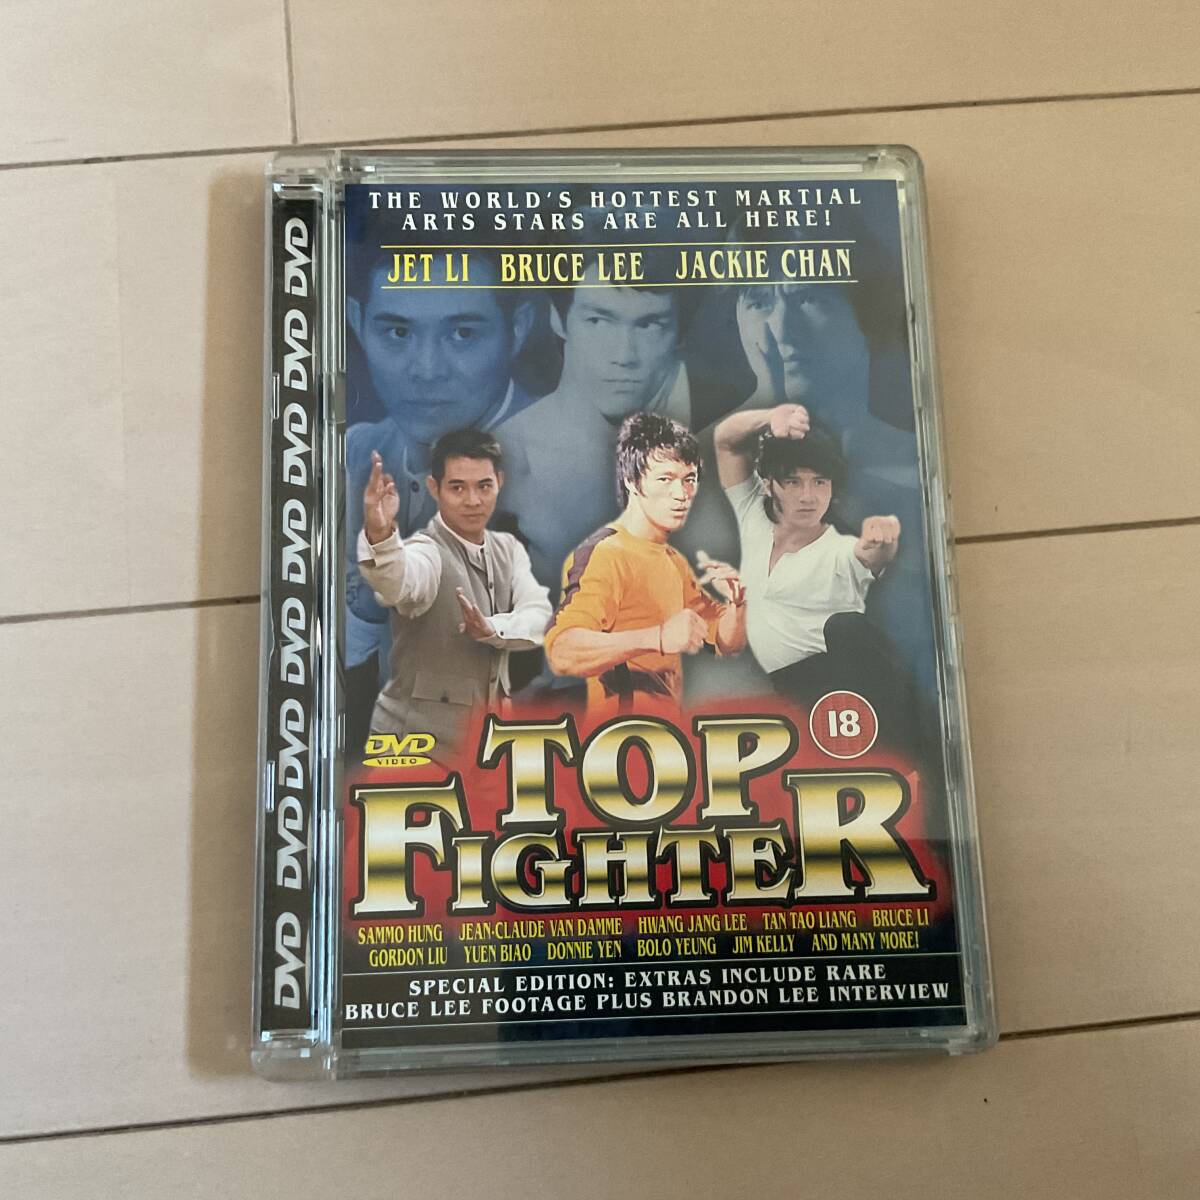 THE WORLD'S HOTTEST MARTIAL
ARTS STARS ARE ALL HERE!
JET LI BRUCE LEE JACKIE CHAN
18
DVD
VIDEO
TOP
FIGHTER
SAMMO HUNG JEAN-CLAUDE VAN DAMME HWANG JANG LEE TAN TAO LIANG BRUCE LI
GORDON LIU YUEN BIAO DONNIE YEN BOLO YEUNG JIM KELLY AND MANY MORE!
SPECIAL EDITION: EXTRAS INCLUDE RARE
BRUCE LEE FOOTAGE PLUS BRANDON LEE INTERVIEW
DVD DVD DVD DVD DVD DVD DVD DVD DVD